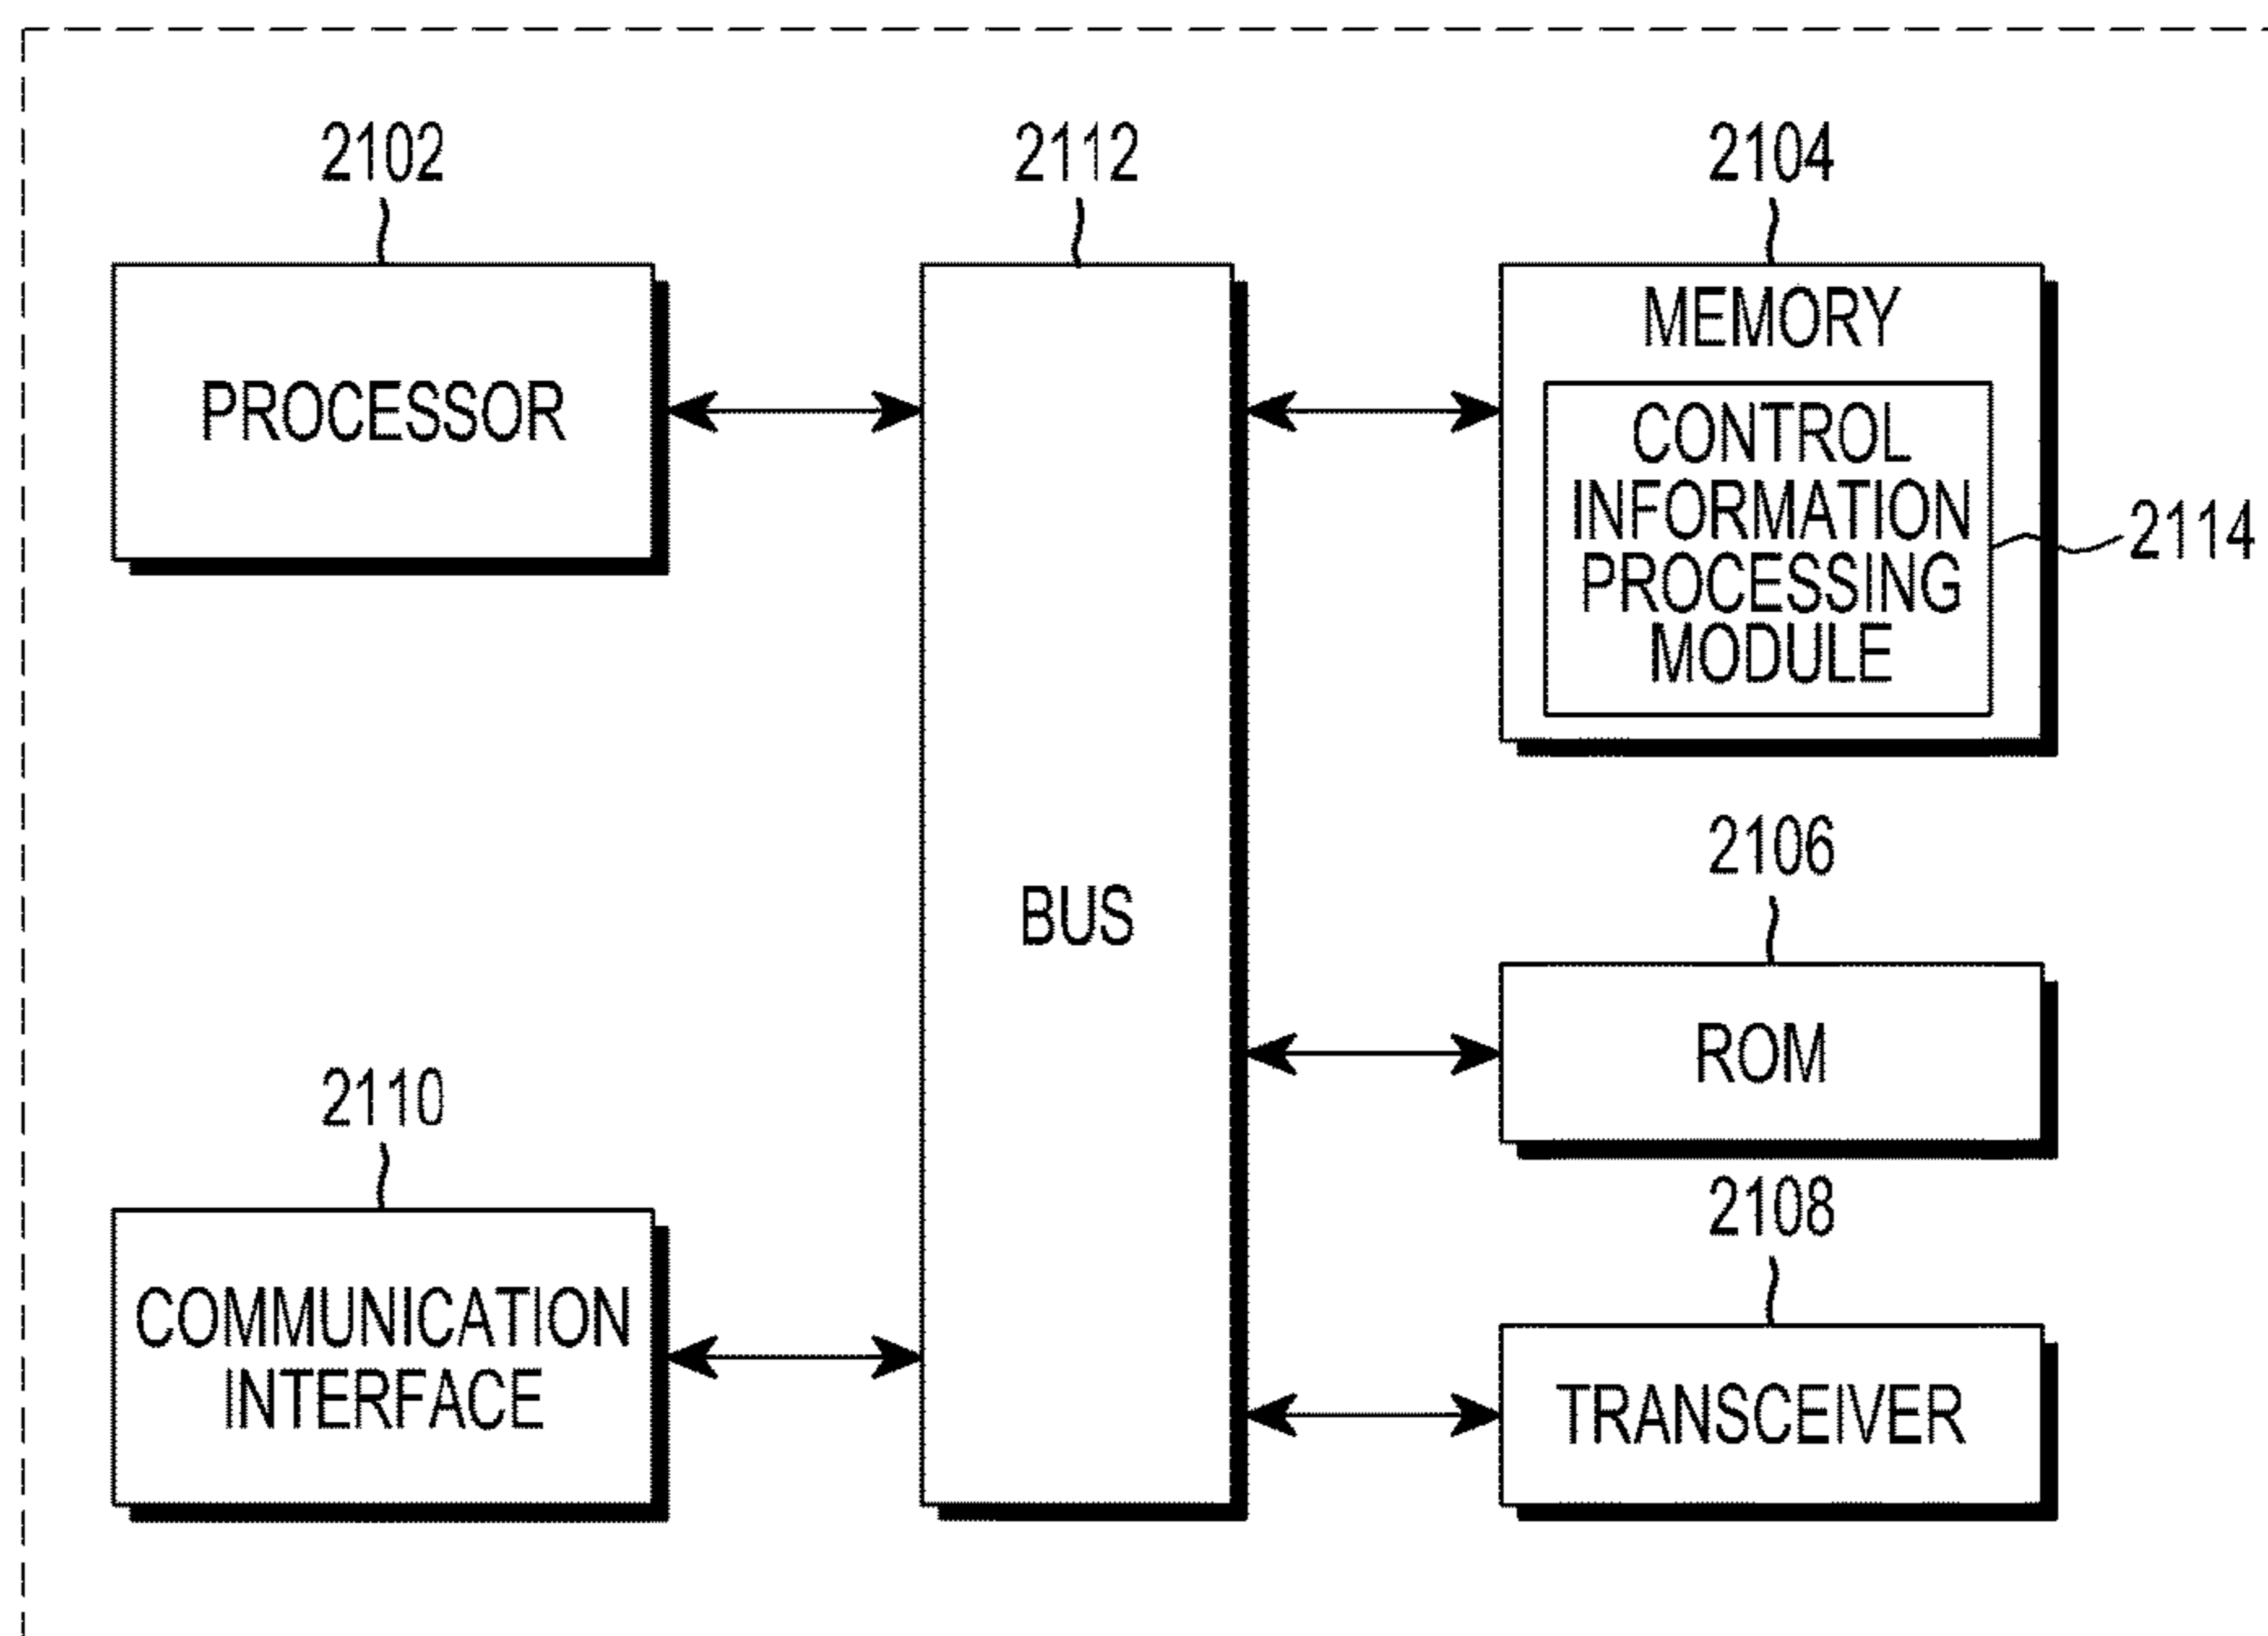 2102
2112
2104
PROCESSOR
BUS
MEMORY
CONTROL
INFORMATION
PROCESSING
MODULE
2114
2106
ROM
2110
COMMUNICATION
INTERFACE
2108
TRANSCEIVER